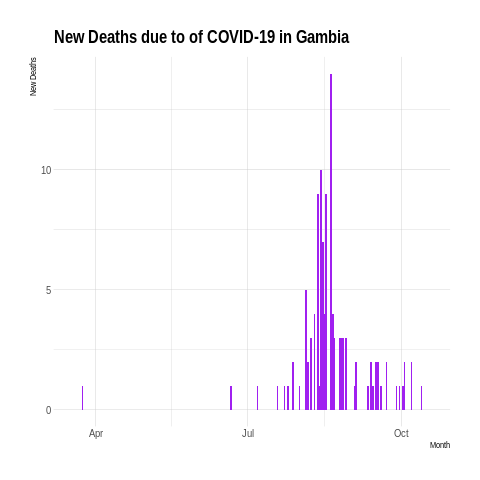 New Deaths due to of COVID-19 in Gambia
New Deaths
10
5
0
Apr
Jul
Oct
Month